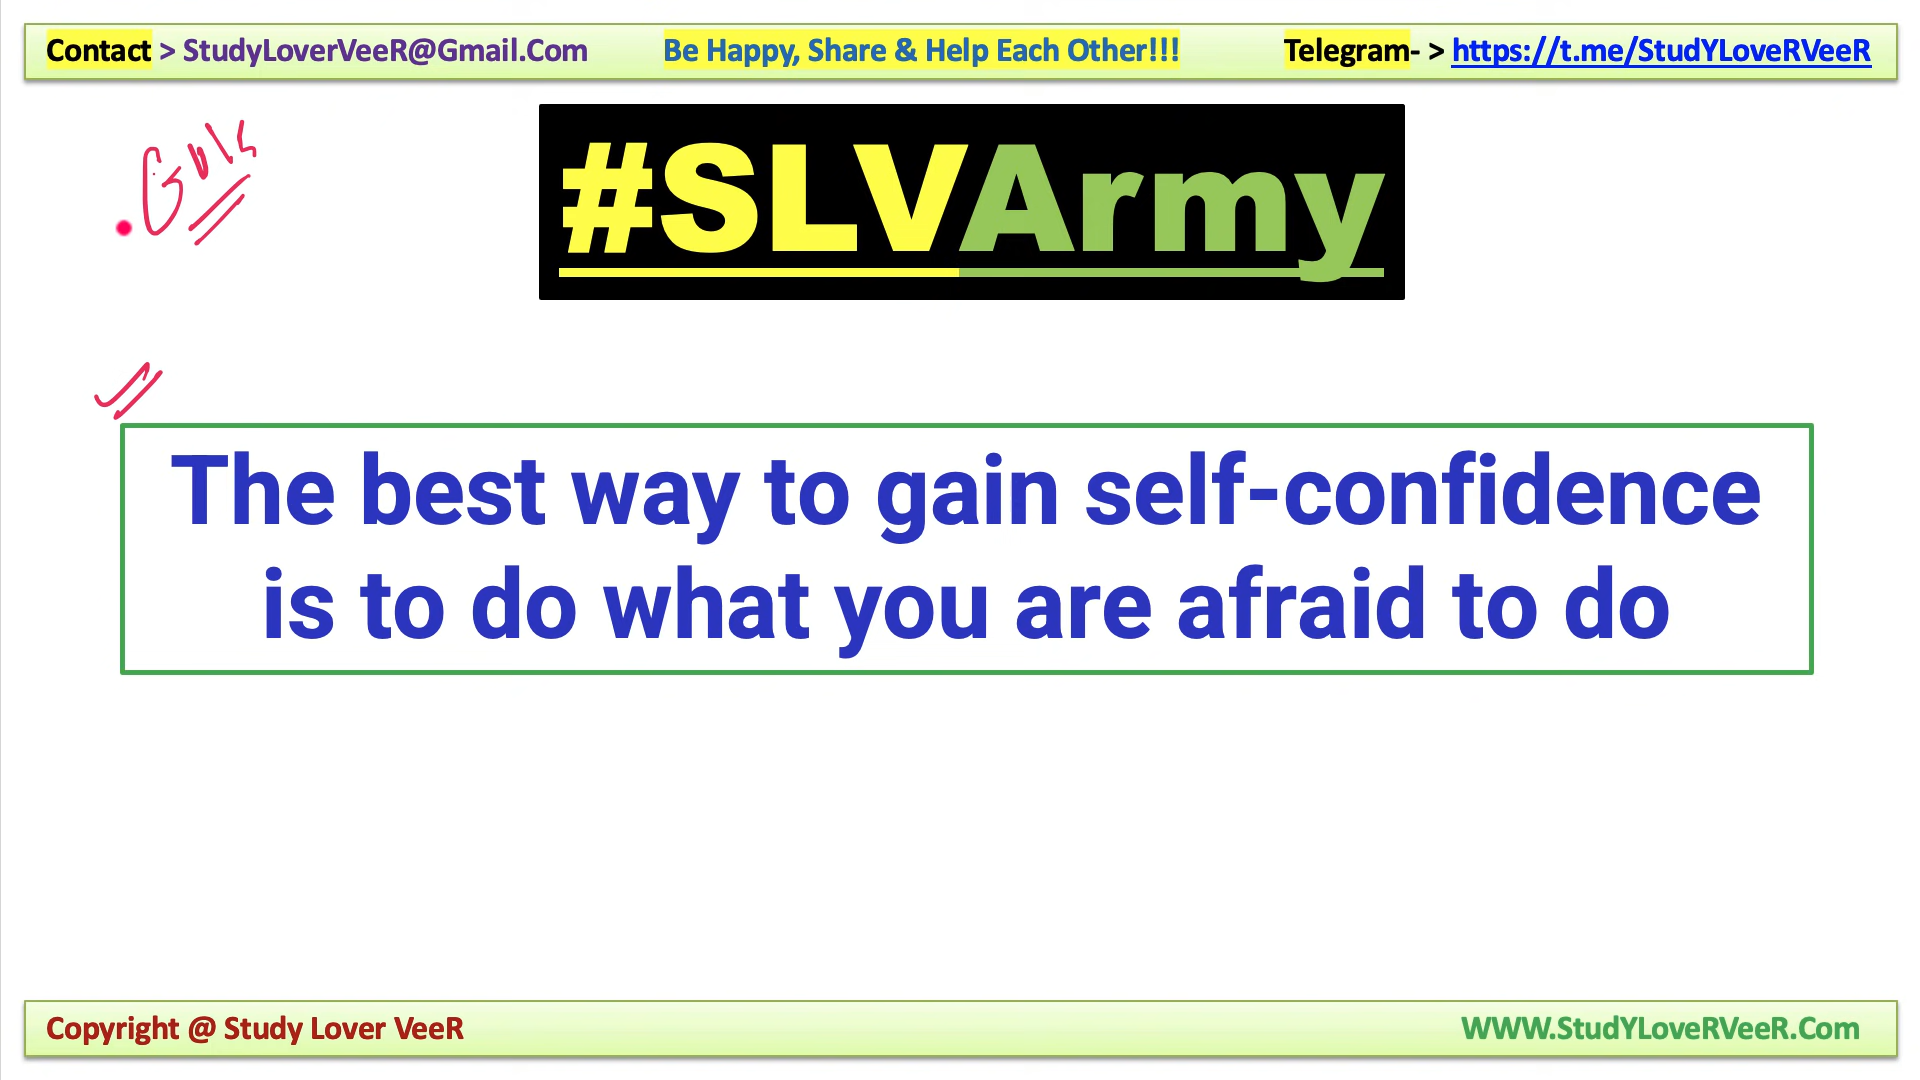 Contact > StudyLoverVeeR@Gmail.Com Be Happy, Share & Help Each Other!!! Telegram- > https://t.me/StudYLoveRVeeR
#SLVArmy
The best way to gain self-confidence
is to do what you are afraid to do
Copyright @ Study Lover VeeR WWW.StudYLoveRVeeR.Com